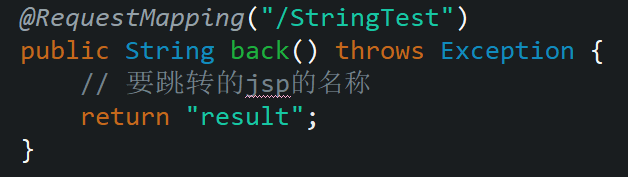 @RequestMapping("/StringTest")
public String back() throws Exception {
// 要跳转的jsp的名称
return "result";
}